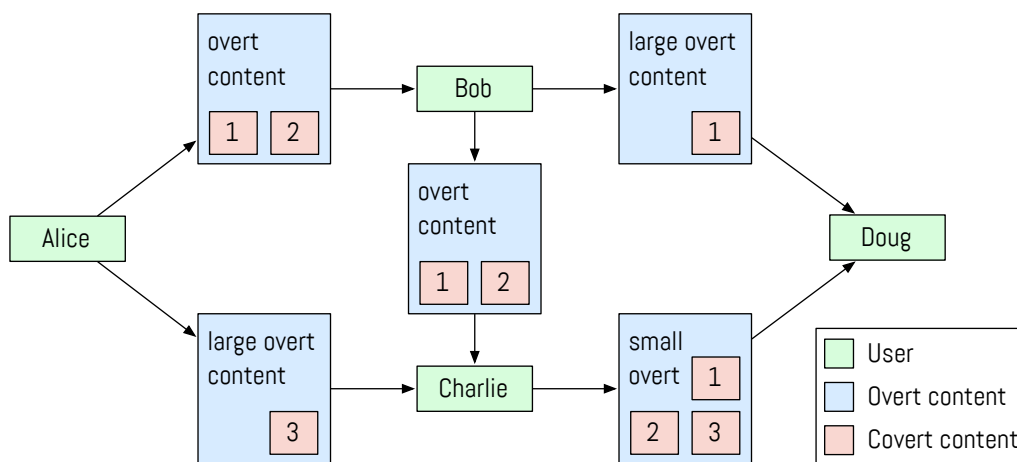 overt
content
1 2
Bob
large overt
content
1
overt
content
1 2
Alice
Doug
large overt
content
3
Charlie
small
overt
1
2 3
User
Overt content
Covert content